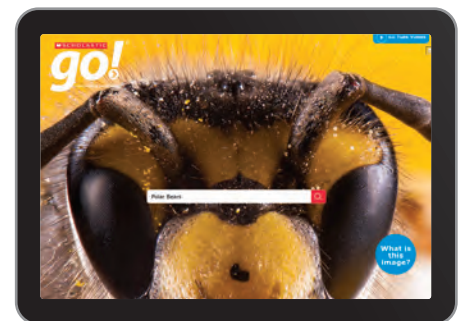 SCHOLASTIC
go!
Polar Bears
What is
this
image?